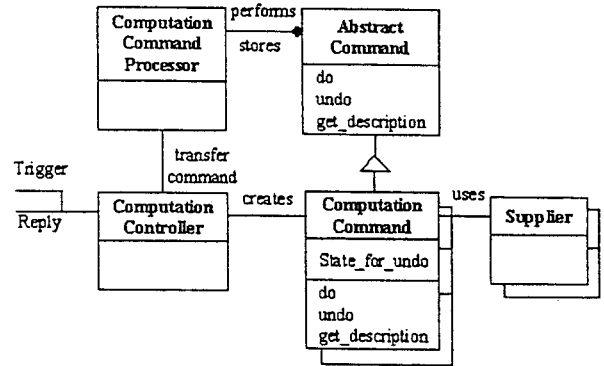 Computation
Command
Processor
performs
stores
Abstract
Command
do
undo
get_description
transfer
command
Trigger
Reply
Computation
Controller
creates
Computation
Command
State_for_undo
do
undo
get_description
uses
Supplier